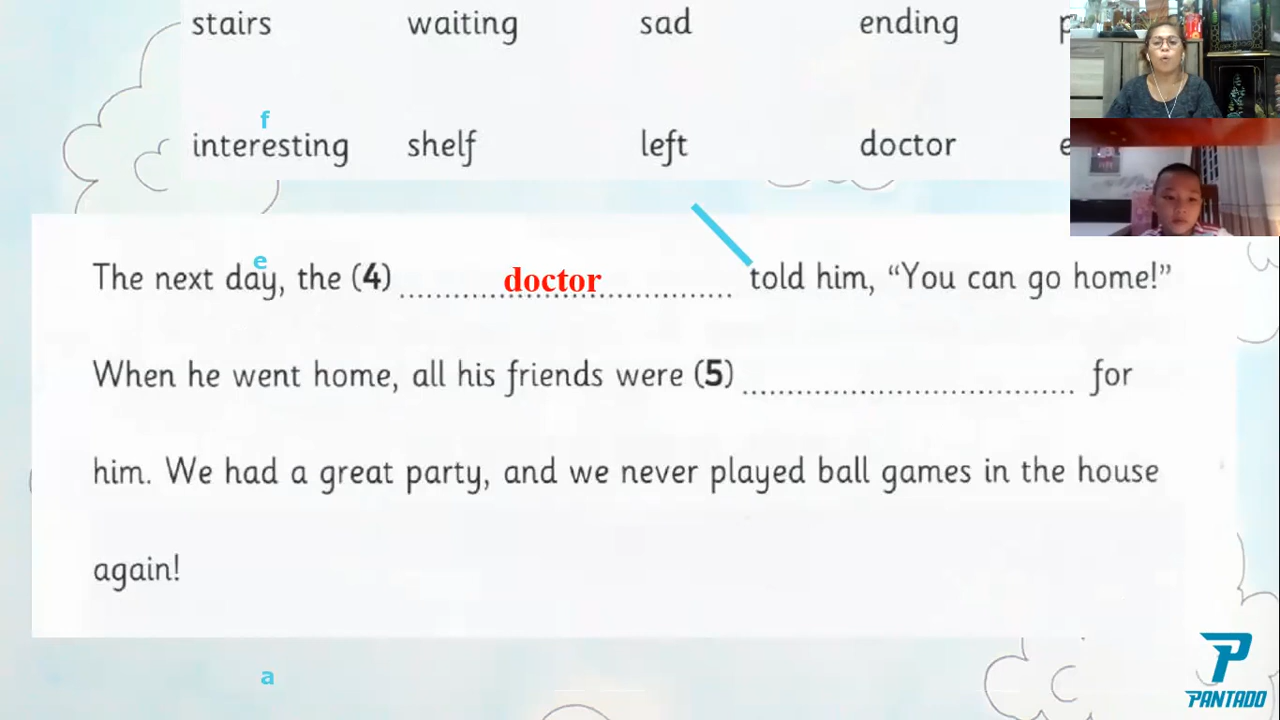 stairs waiting sad ending
f
interesting shelf left doctor
e
The next day, the (4) doctor told him, “You can go home!”
When he went home, all his friends were (5) ........................................ for
him. We had a great party, and we never played ball games in the house
again!
a
PANTADO